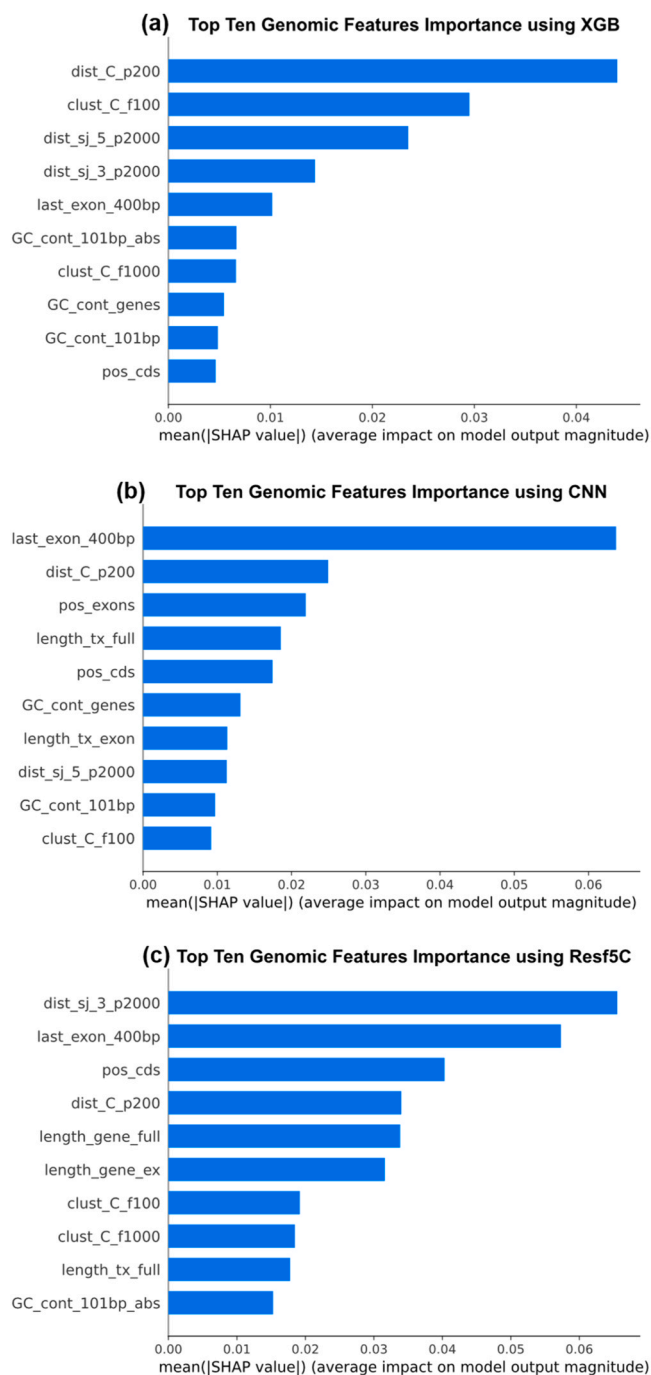 (a) Top Ten Genomic Features Importance using XGB
dist_C_p200
clust_C_f100
dist_sj_5_p2000
dist_sj_3_p2000
last_exon_400bp
GC_cont_101bp_abs
clust_C_f1000
GC_cont_genes
GC_cont_101bp
pos_cds
0.00 0.01 0.02 0.03 0.04
mean(|SHAP value|) (average impact on model output magnitude)
(b) Top Ten Genomic Features Importance using CNN
last_exon_400bp
dist_C_p200
pos_exons
length_tx_full
pos_cds
GC_cont_genes
length_tx_exon
dist_sj_5_p2000
GC_cont_101bp
clust_C_f100
0.00 0.01 0.02 0.03 0.04 0.05 0.06
mean(|SHAP value|) (average impact on model output magnitude)
(c) Top Ten Genomic Features Importance using Resf5C
dist_sj_3_p2000
last_exon_400bp
pos_cds
dist_C_p200
length_gene_full
length_gene_ex
clust_C_f100
clust_C_f1000
length_tx_full
GC_cont_101bp_abs
0.00 0.01 0.02 0.03 0.04 0.05 0.06
mean(|SHAP value|) (average impact on model output magnitude)